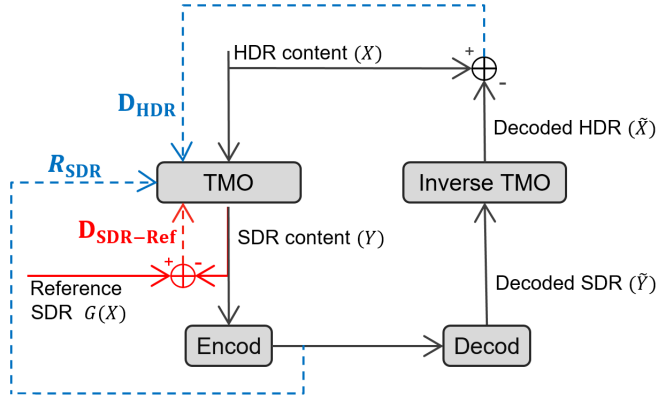 +
HDR content (X)
-
D_HDR
Decoded HDR (X̃)
R_SDR
TMO
Inverse TMO
D_SDR−Ref
SDR content (Y)
+
-
Reference
SDR G(X)
Decoded SDR (Ỹ)
Encod
Decod